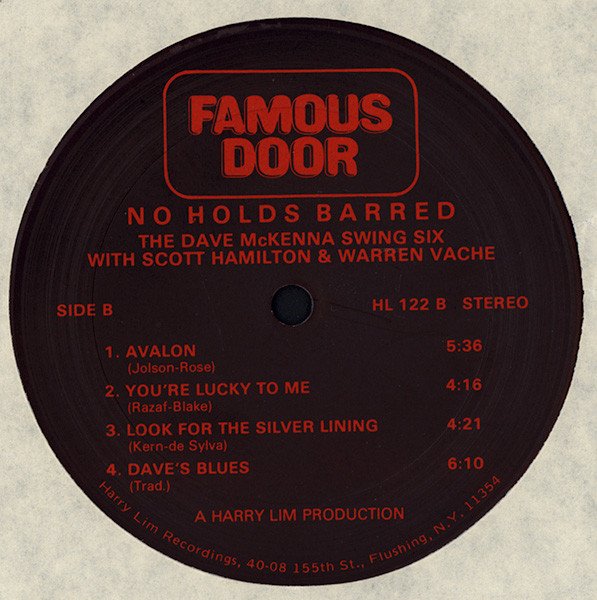 FAMOUS
DOOR
NO HOLDS BARRED
THE DAVE McKENNA SWING SIX
WITH SCOTT HAMILTON & WARREN VACHE
SIDE B HL 122 B STEREO
1. AVALON 5:36
(Jolson-Rose)
2. YOU'RE LUCKY TO ME 4:16
(Razaf-Blake)
3. LOOK FOR THE SILVER LINING 4:21
(Kern-de Sylva)
4. DAVE'S BLUES 6:10
(Trad.)
A HARRY LIM PRODUCTION
Harry Lim Recordings, 40-08 155th St., Flushing, N.Y. 11354